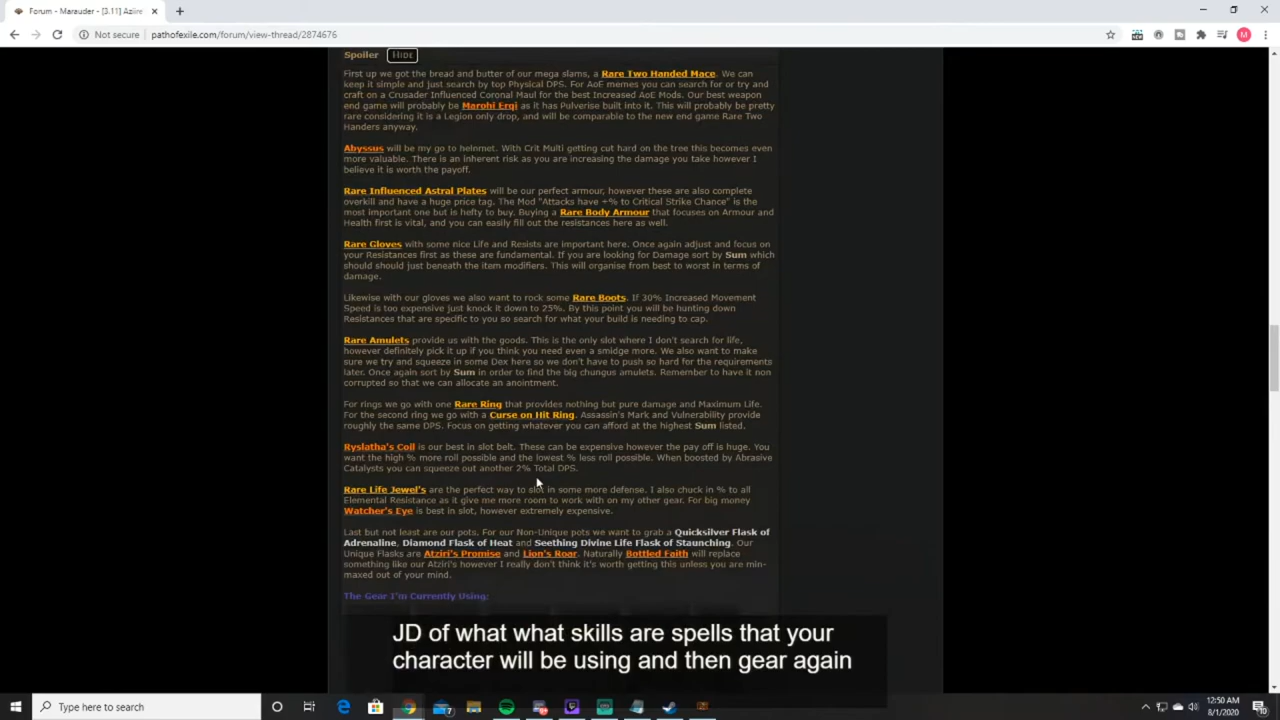 Forum - Marauder - [3.11] Aziire
Not secure | pathofexile.com/forum/view-thread/2874676
M
Spoiler HIDE
First up we got the bread and butter of our mega slams, a Rare Two Handed Mace. We can
keep it simple and just search by top Physical DPS. For AoE memes you can search for or try and
craft on a Crusader Influenced Coronal Maul for the best Increased AoE Mods. Our best weapon
end game will probably be Marohi Erqi as it has Pulverise built into it. This will probably be pretty
rare considering it is a Legion only drop, and will be comparable to the new end game Rare Two
Handers anyway.
Abyssus will be my go to helnmet. With Crit Multi getting cut hard on the tree this becomes even
more valuable. There is an inherent risk as you are increasing the damage you take however I
believe it is worth the payoff.
Rare Influenced Astral Plates will be our perfect armour, however these are also complete
overkill and have a huge price tag. The Mod "Attacks have +% to Critical Strike Chance" is the
most important one but is hefty to buy. Buying a Rare Body Armour that focuses on Armour and
Health first is vital, and you can easily fill out the resistances here as well.
Rare Gloves with some nice Life and Resists are important here. Once again adjust and focus on
your Resistances first as these are fundamental. If you are looking for Damage sort by Sum which
should should just beneath the item modifiers. This will organise from best to worst in terms of
damage.
Likewise with our gloves we also want to rock some Rare Boots. If 30% Increased Movement
Speed is too expensive just knock it down to 25%. By this point you will be hunting down
Resistances that are specific to you so search for what your build is needing to cap.
Rare Amulets provide us with the goods. This is the only slot where I don't search for life,
however definitely pick it up if you think you need even a smidge more. We also want to make
sure we try and squeeze in some Dex here so we don't have to push so hard for the requirements
later. Once again sort by Sum in order to find the big chungus amulets. Remember to have it non
corrupted so that we can allocate an anointment.
For rings we go with one Rare Ring that provides nothing but pure damage and Maximum Life.
For the second ring we go with a Curse on Hit Ring. Assassin's Mark and Vulnerability provide
roughly the same DPS. Focus on getting whatever you can afford at the highest Sum listed.
Ryslatha's Coil is our best in slot belt. These can be expensive however the pay off is huge. You
want the high % more roll possible and the lowest % less roll possible. When boosted by Abrasive
Catalysts you can squeeze out another 2% Total DPS.
Rare Life Jewel's are the perfect way to slot in some more defense. I also chuck in % to all
Elemental Resistance as it give me more room to work with on my other gear. For big money
Watcher's Eye is best in slot, however extremely expensive.
Last but not least are our pots. For our Non-Unique pots we want to grab a Quicksilver Flask of
Adrenaline, Diamond Flask of Heat and Seething Divine Life Flask of Staunching. Our
Unique Flasks are Atziri's Promise and Lion's Roar. Naturally Bottled Faith will replace
something like our Atziri's however I really don't think it's worth getting this unless you are min-
maxed out of your mind.
The Gear I'm Currently Using:
JD of what what skills are spells that your
character will be using and then gear again
Type here to search
12:50 AM
8/1/2020